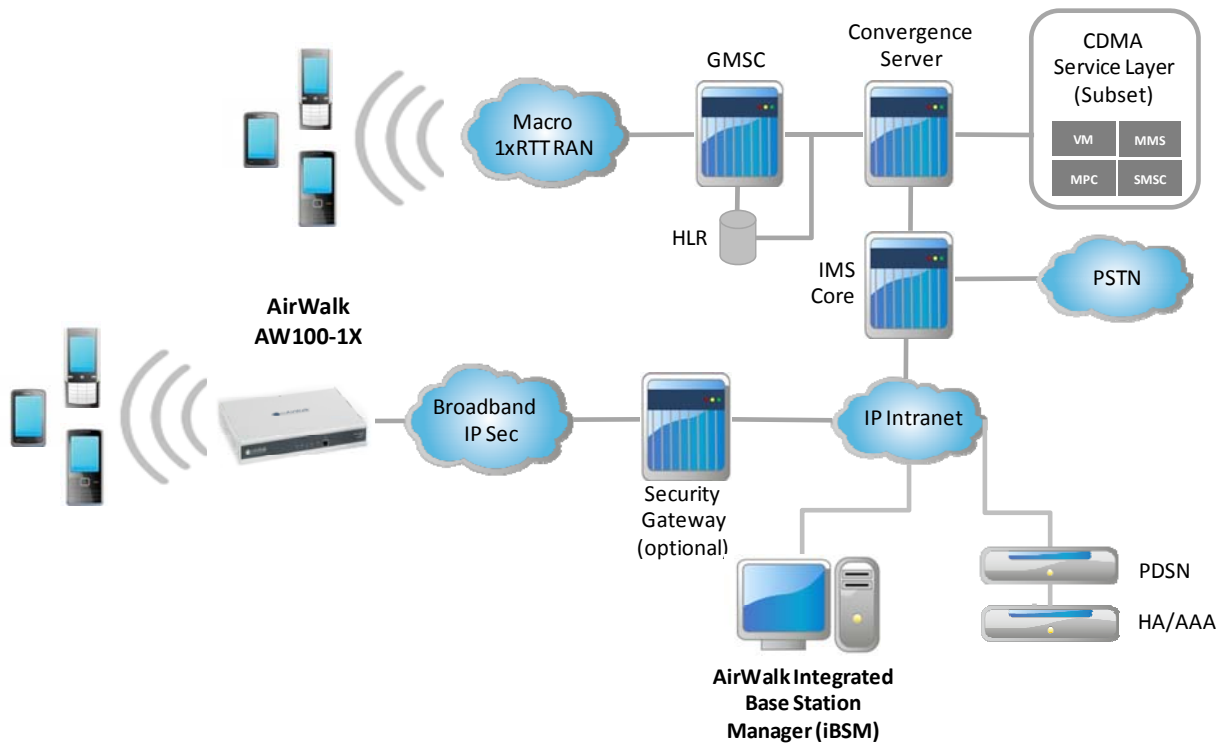 Convergence
Server
GMSC
CDMA
Service Layer
(Subset)
VM
MMS
MPC
SMSC
Macro
1xRTT RAN
HLR
IMS
Core
PSTN
AirWalk
AW100-1X
Broadband
IP Sec
IP Intranet
Security
Gateway
(optional)
PDSN
HA/AAA
AirWalk Integrated
Base Station
Manager (iBSM)